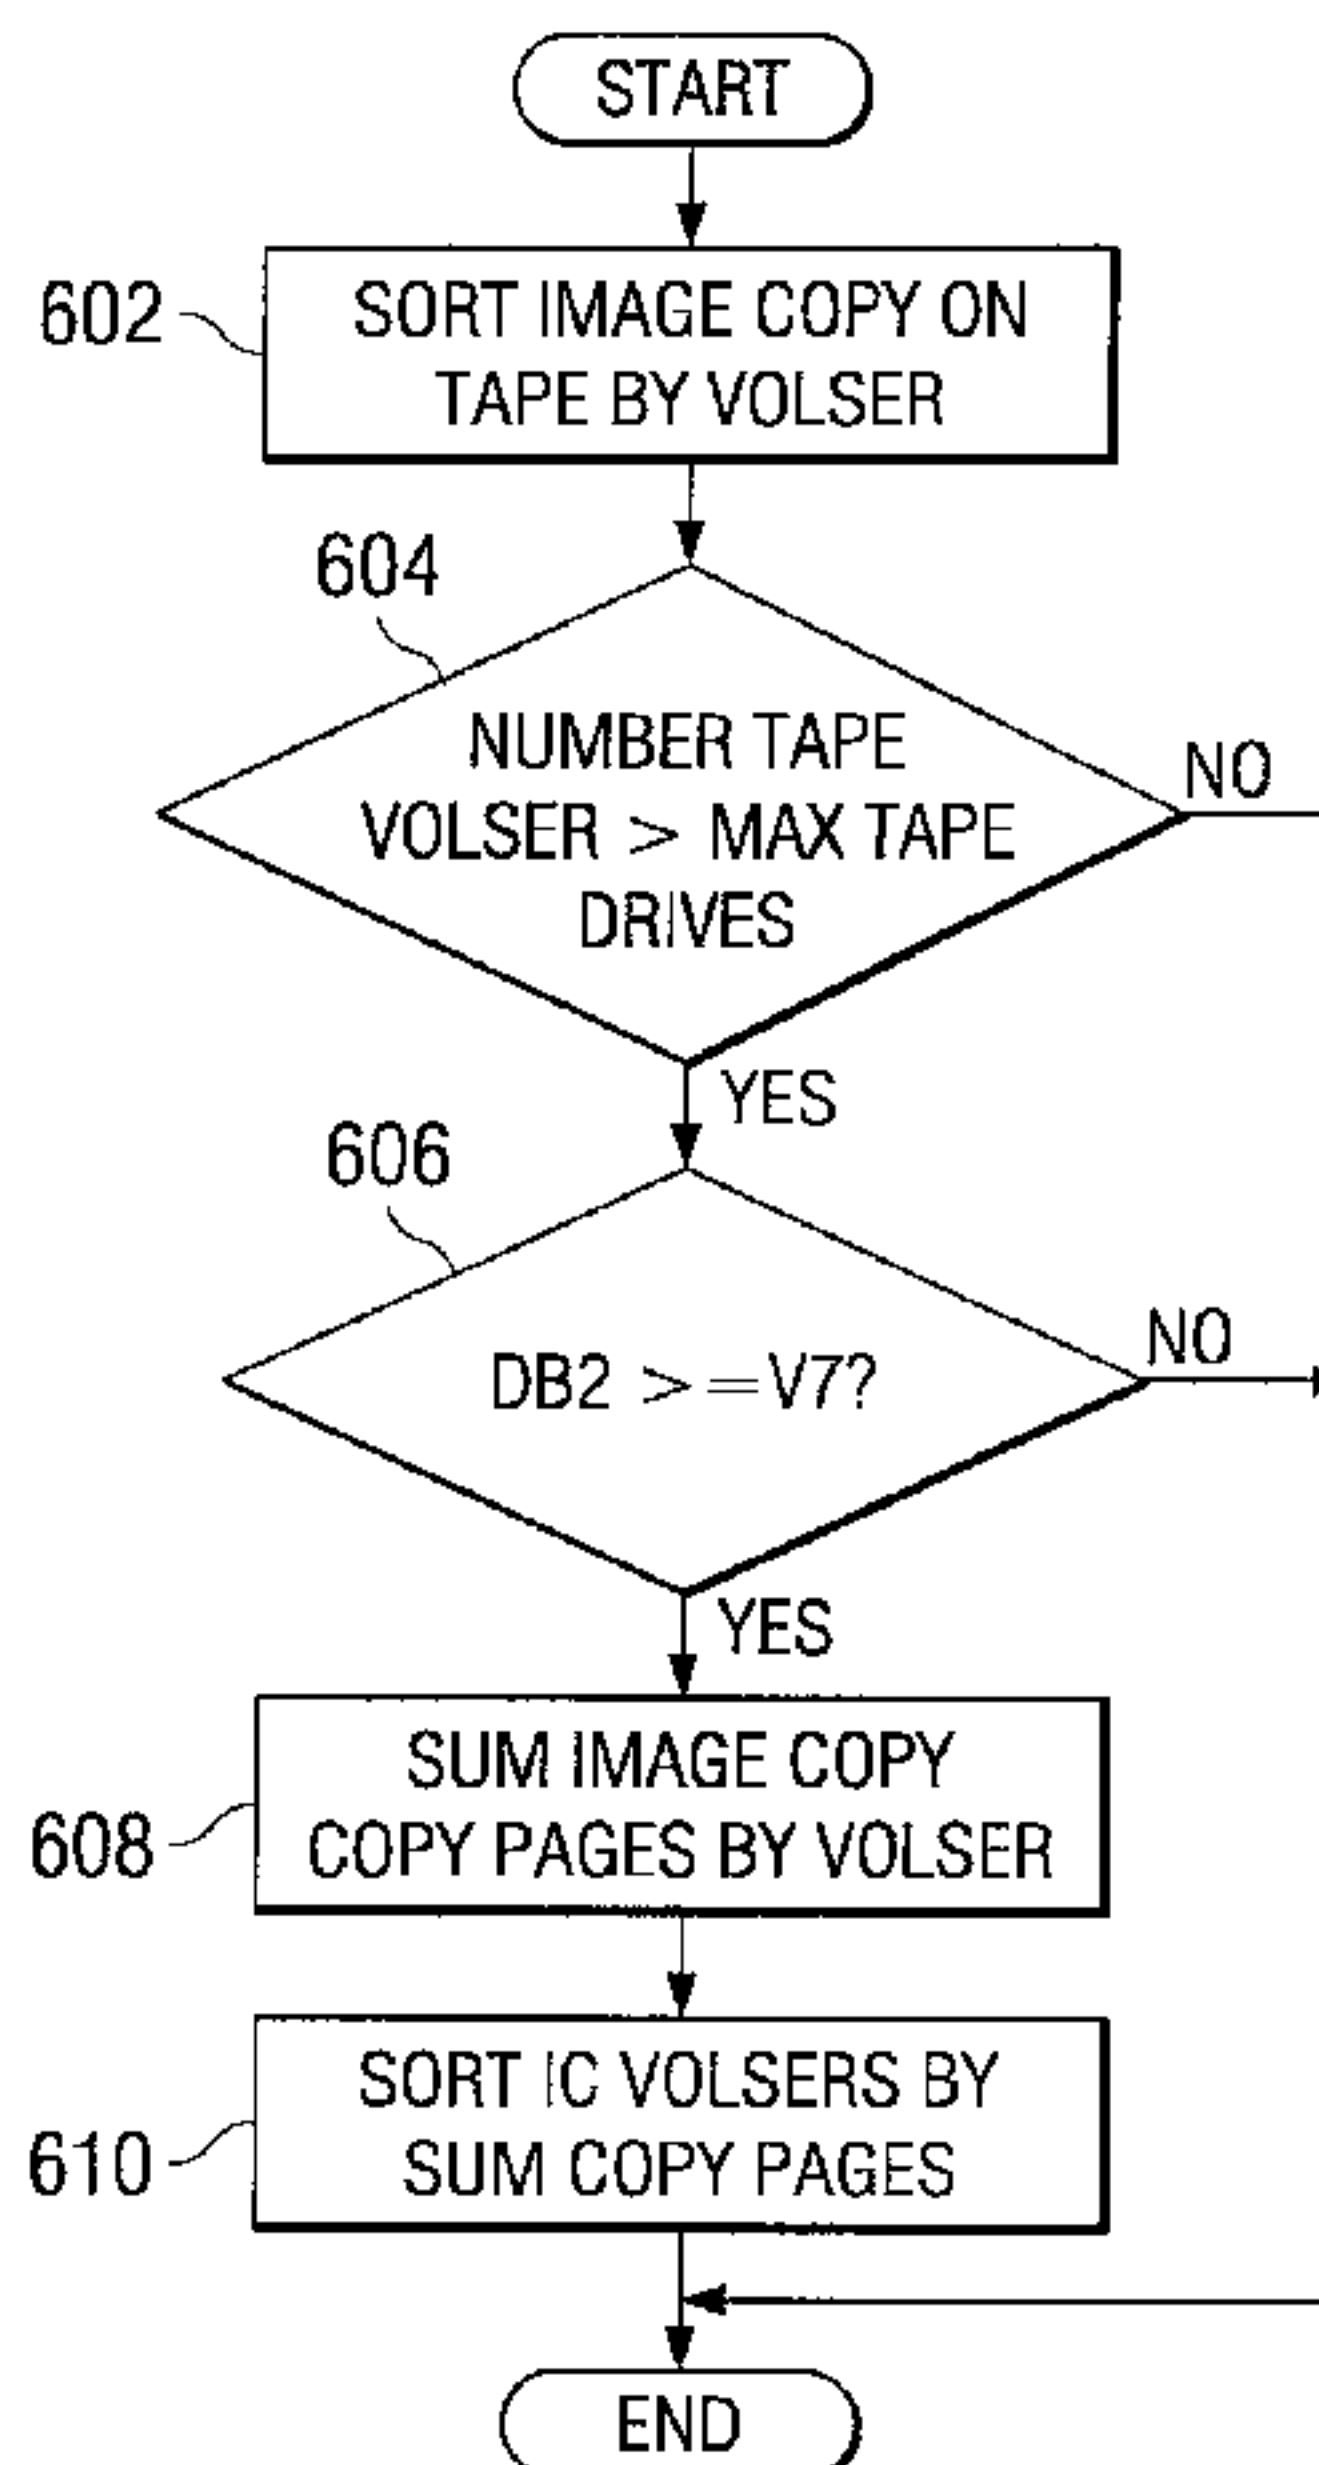 START
602
SORT IMAGE COPY ON
TAPE BY VOLSER
604
NUMBER TAPE
VOLSER > MAX TAPE
DRIVES
NO
YES
606
DB2 >=V7?
NO
YES
608
SUM IMAGE COPY
COPY PAGES BY VOLSER
610
SORT IC VOLSERS BY
SUM COPY PAGES
END